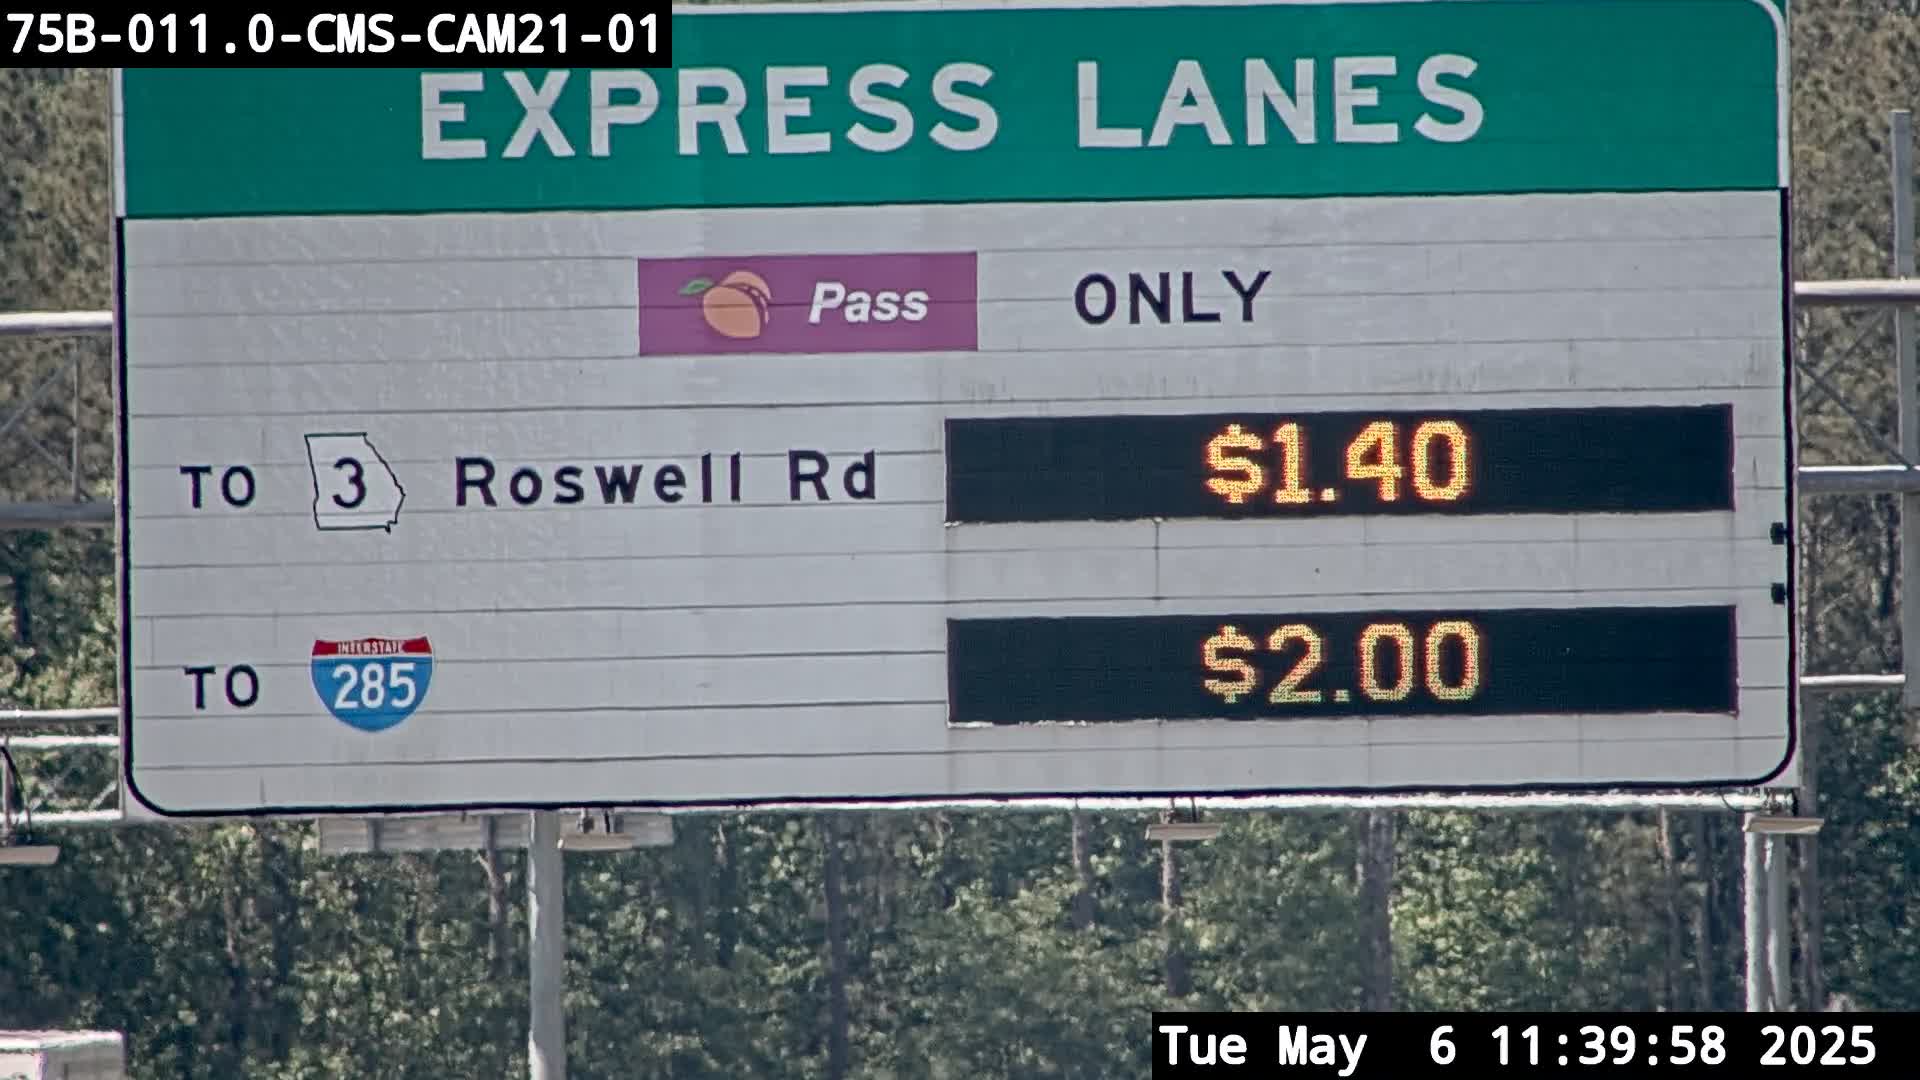 75B-011.0-CMS-CAM21-01
EXPRESS LANES
Pass ONLY
TO 3 Roswell Rd $1.40
INTERSTATE
TO 285 $2.00
Tue May 6 11:39:58 2025